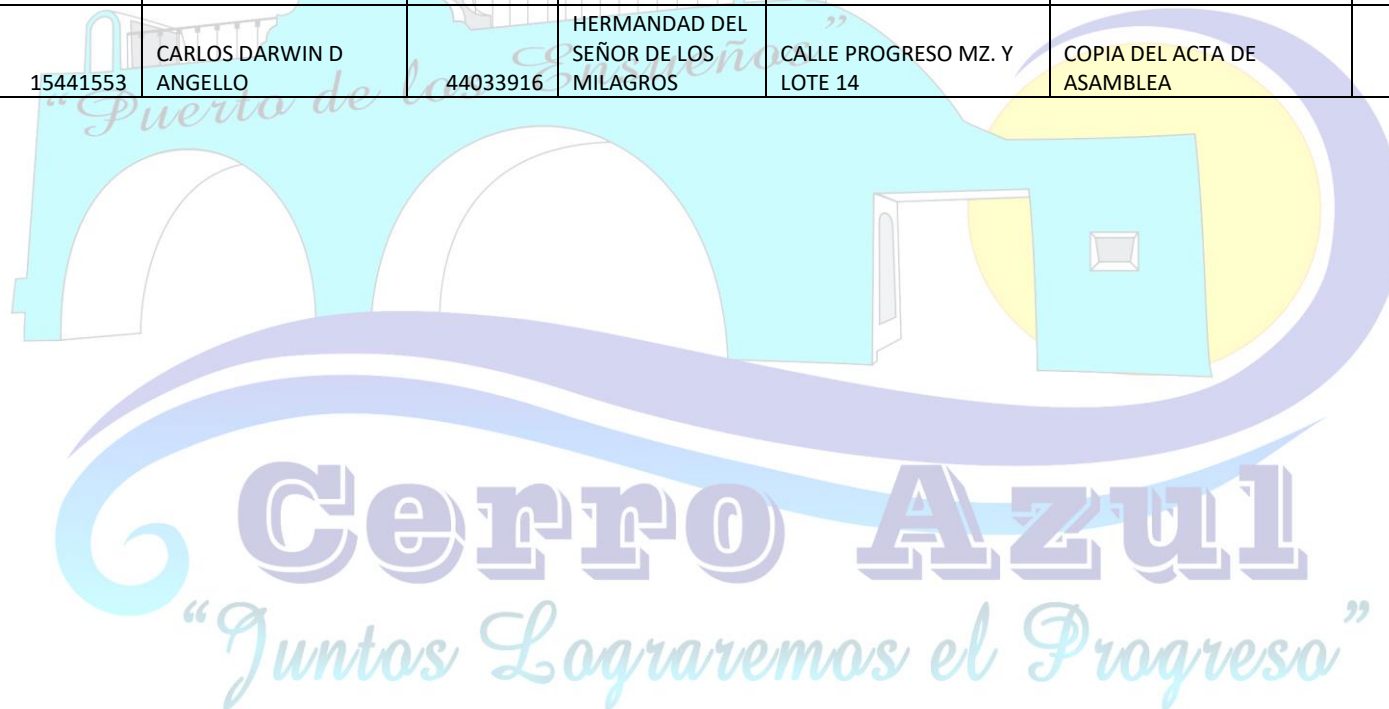 15441553 CARLOS DARWIN D ANGELLO 44033916 HERMANDAD DEL SEÑOR DE LOS MILAGROS CALLE PROGRESO MZ. Y LOTE 14 COPIA DEL ACTA DE ASAMBLEA
“Puerto de los Ensueños”
Cerro Azul
“Juntos Lograremos el Progreso”